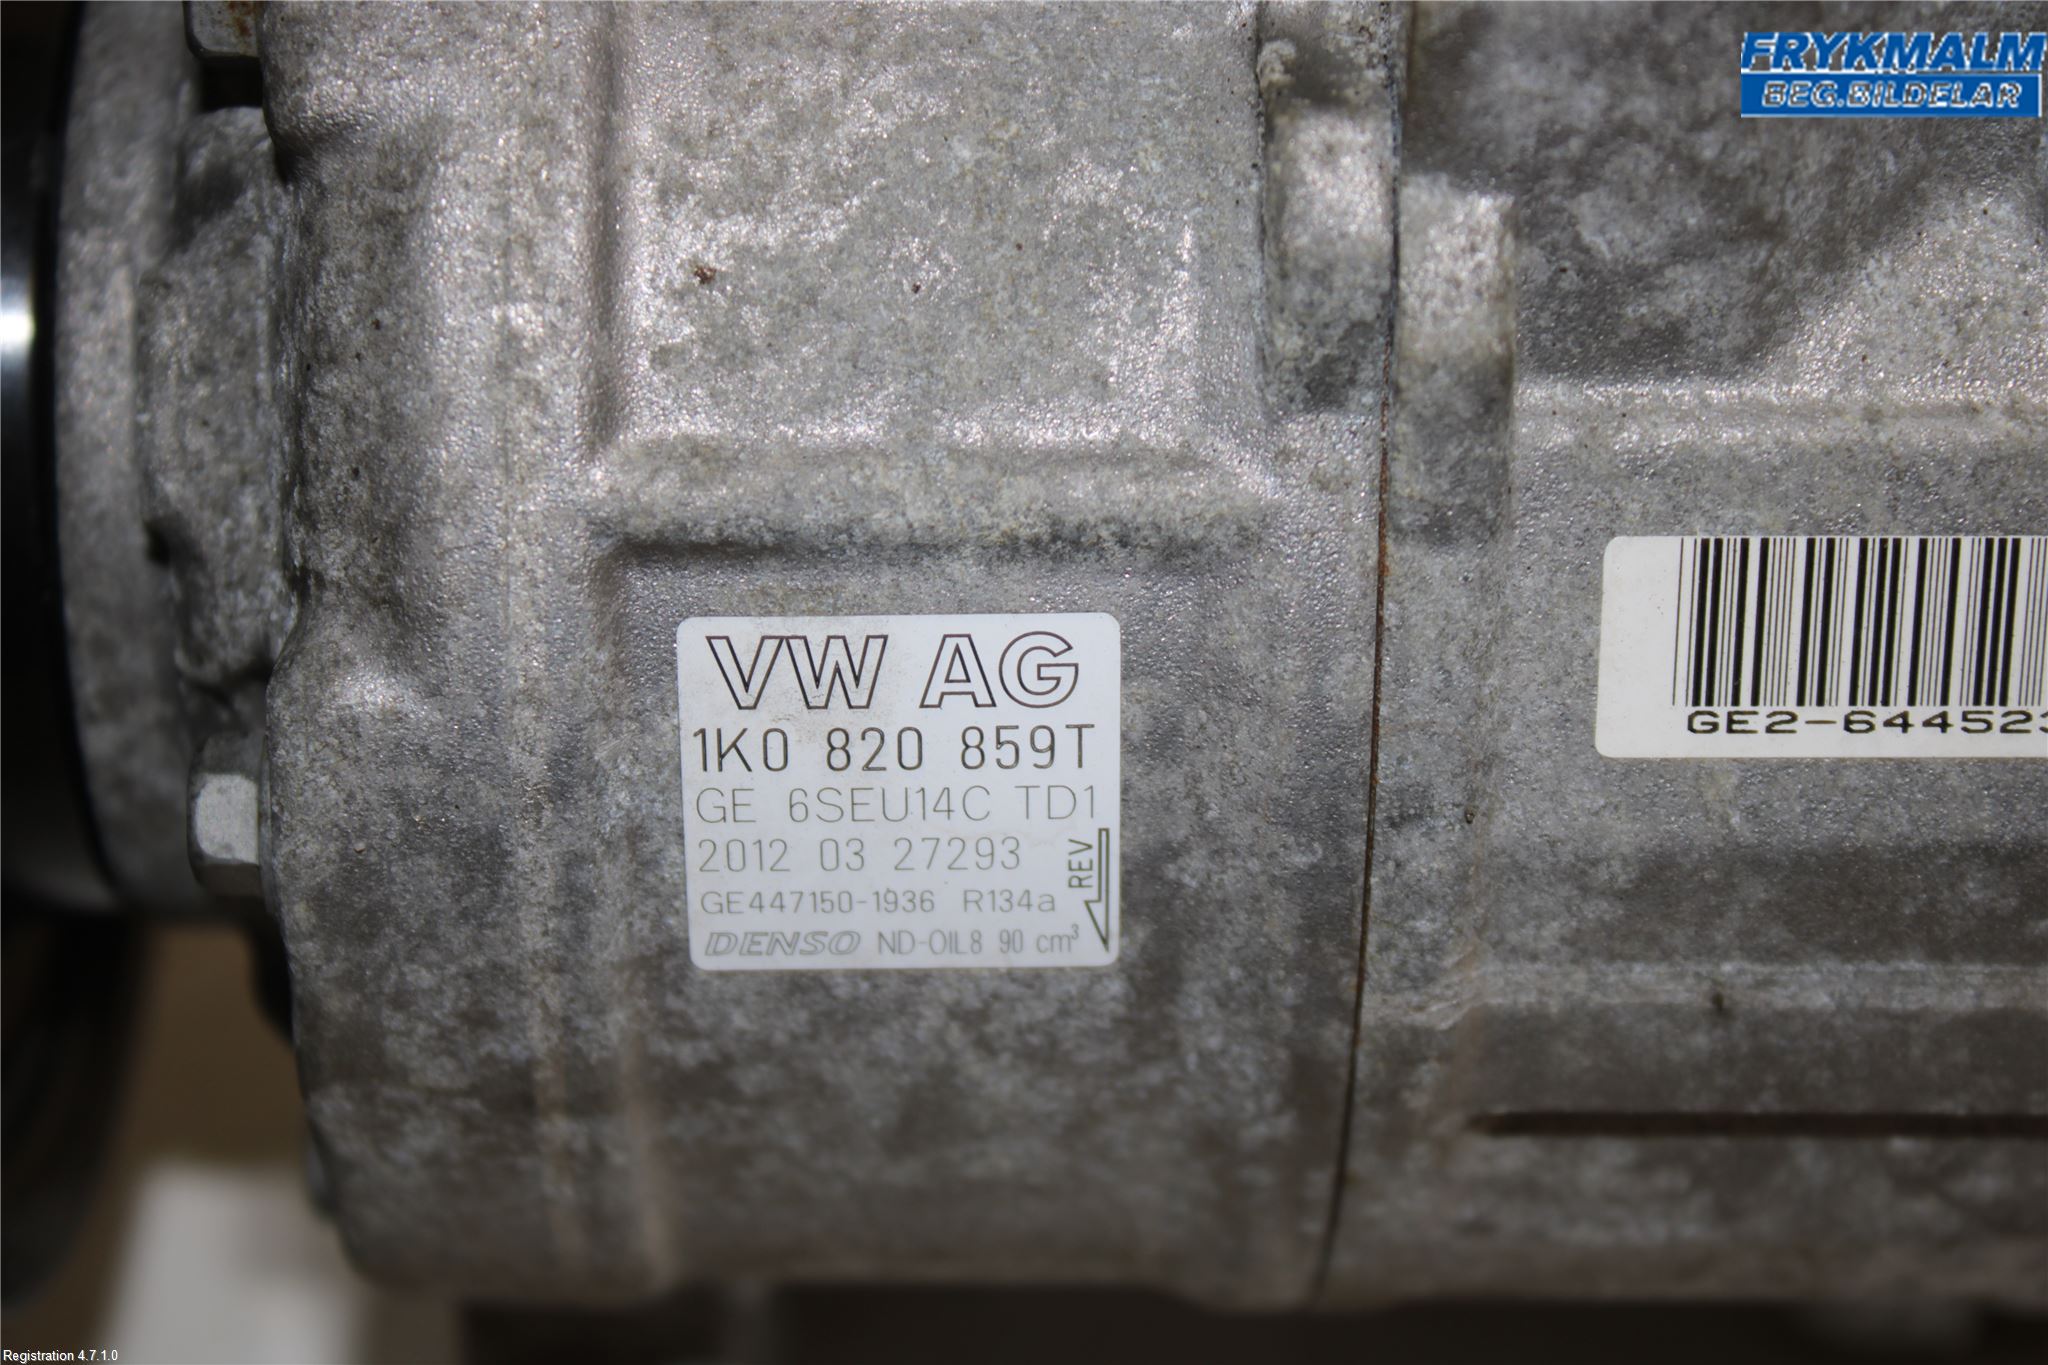 FRYKMALM
BEG.BILDELAR
VW AG
1K0 820 859T
GE 6SEU14C TD1
2012 03 27293
REV
GE447150-1936 R134a
DENSO ND-OIL8 90 cm³
GE2-64452
Registration 4.7.1.0